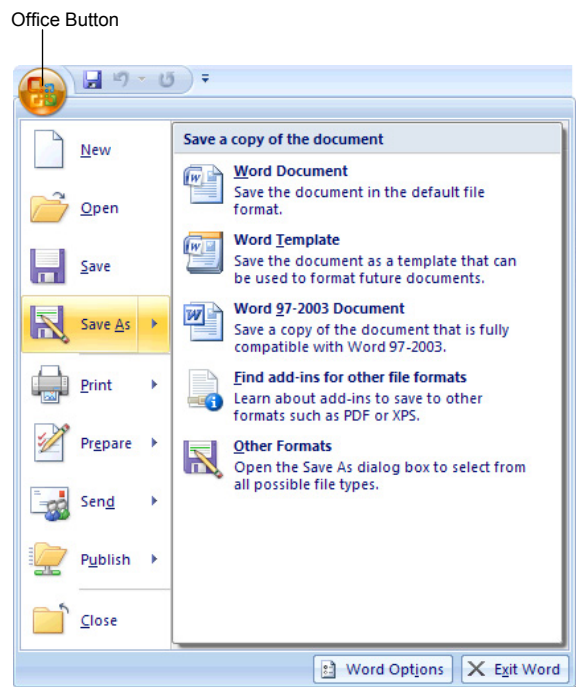 Office Button
New
Open
Save
Save As
Print
Prepare
Send
Publish
Close
Save a copy of the document
Word Document
Save the document in the default file
format.
Word Template
Save the document as a template that can
be used to format future documents.
Word 97-2003 Document
Save a copy of the document that is fully
compatible with Word 97-2003.
Find add-ins for other file formats
Learn about add-ins to save to other
formats such as PDF or XPS.
Other Formats
Open the Save As dialog box to select from
all possible file types.
Word Options
Exit Word